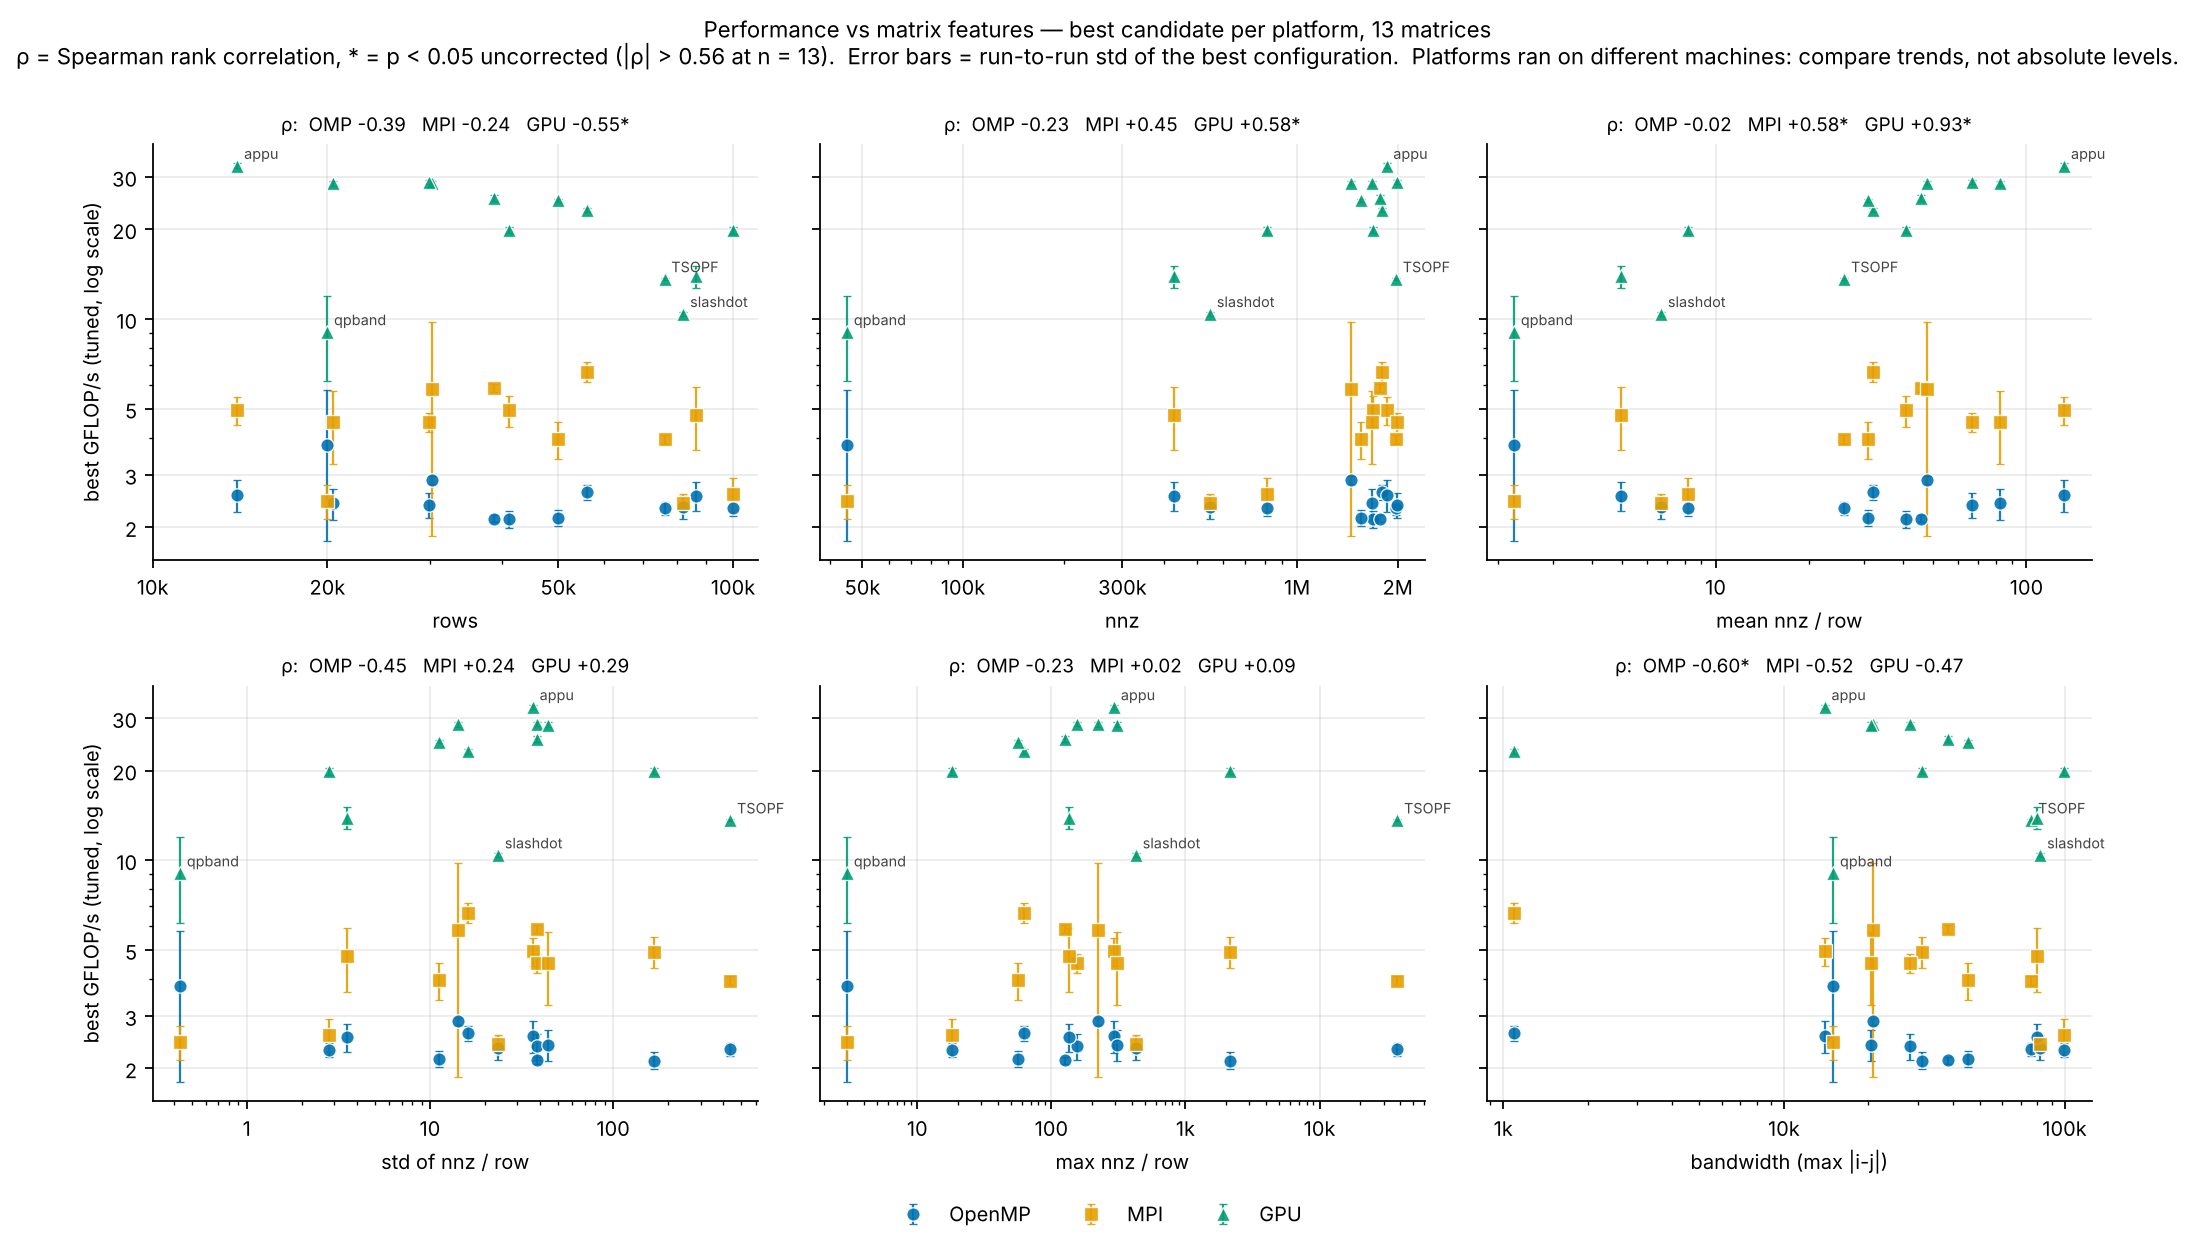 Performance vs matrix features — best candidate per platform, 13 matrices
ρ = Spearman rank correlation, * = p < 0.05 uncorrected (|ρ| > 0.56 at n = 13).  Error bars = run-to-run std of the best configuration.  Platforms ran on different machines: compare trends, not absolute levels.
ρ:  OMP -0.39   MPI -0.24   GPU -0.55*
best GFLOP/s (tuned, log scale)
30
20
10
5
3
2
appu
TSOPF
slashdot
qpband
10k 20k 50k 100k
rows
ρ:  OMP -0.23   MPI +0.45   GPU +0.58*
appu
TSOPF
slashdot
qpband
50k 100k 300k 1M 2M
nnz
ρ:  OMP -0.02   MPI +0.58*   GPU +0.93*
appu
TSOPF
slashdot
qpband
10 100
mean nnz / row
ρ:  OMP -0.45   MPI +0.24   GPU +0.29
best GFLOP/s (tuned, log scale)
30
20
10
5
3
2
appu
TSOPF
slashdot
qpband
1 10 100
std of nnz / row
ρ:  OMP -0.23   MPI +0.02   GPU +0.09
appu
TSOPF
slashdot
qpband
10 100 1k 10k
max nnz / row
ρ:  OMP -0.60*   MPI -0.52   GPU -0.47
appu
TSOPF
slashdot
qpband
1k 10k 100k
bandwidth (max |i-j|)
OpenMP MPI GPU